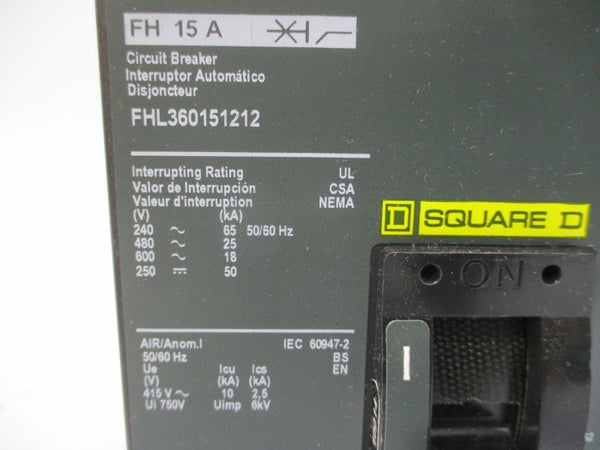 FH 15 A
Circuit Breaker
Interruptor Automático
Disjoncteur
FHL360151212
Interrupting Rating UL
Valor de Interrupción CSA
Valeur d'interruption NEMA
(V) (kA)
240 ~ 65 50/60 Hz
480 ~ 25
600 ~ 18
250 ⎓ 50
D SQUARE D
ON
I
AIR/Anom.I IEC 60947-2
50/60 Hz BS
Ue Icu Ics EN
(V) (kA) (kA)
415 V ~ 10 2,5
Ui 750V Uimp 6kV